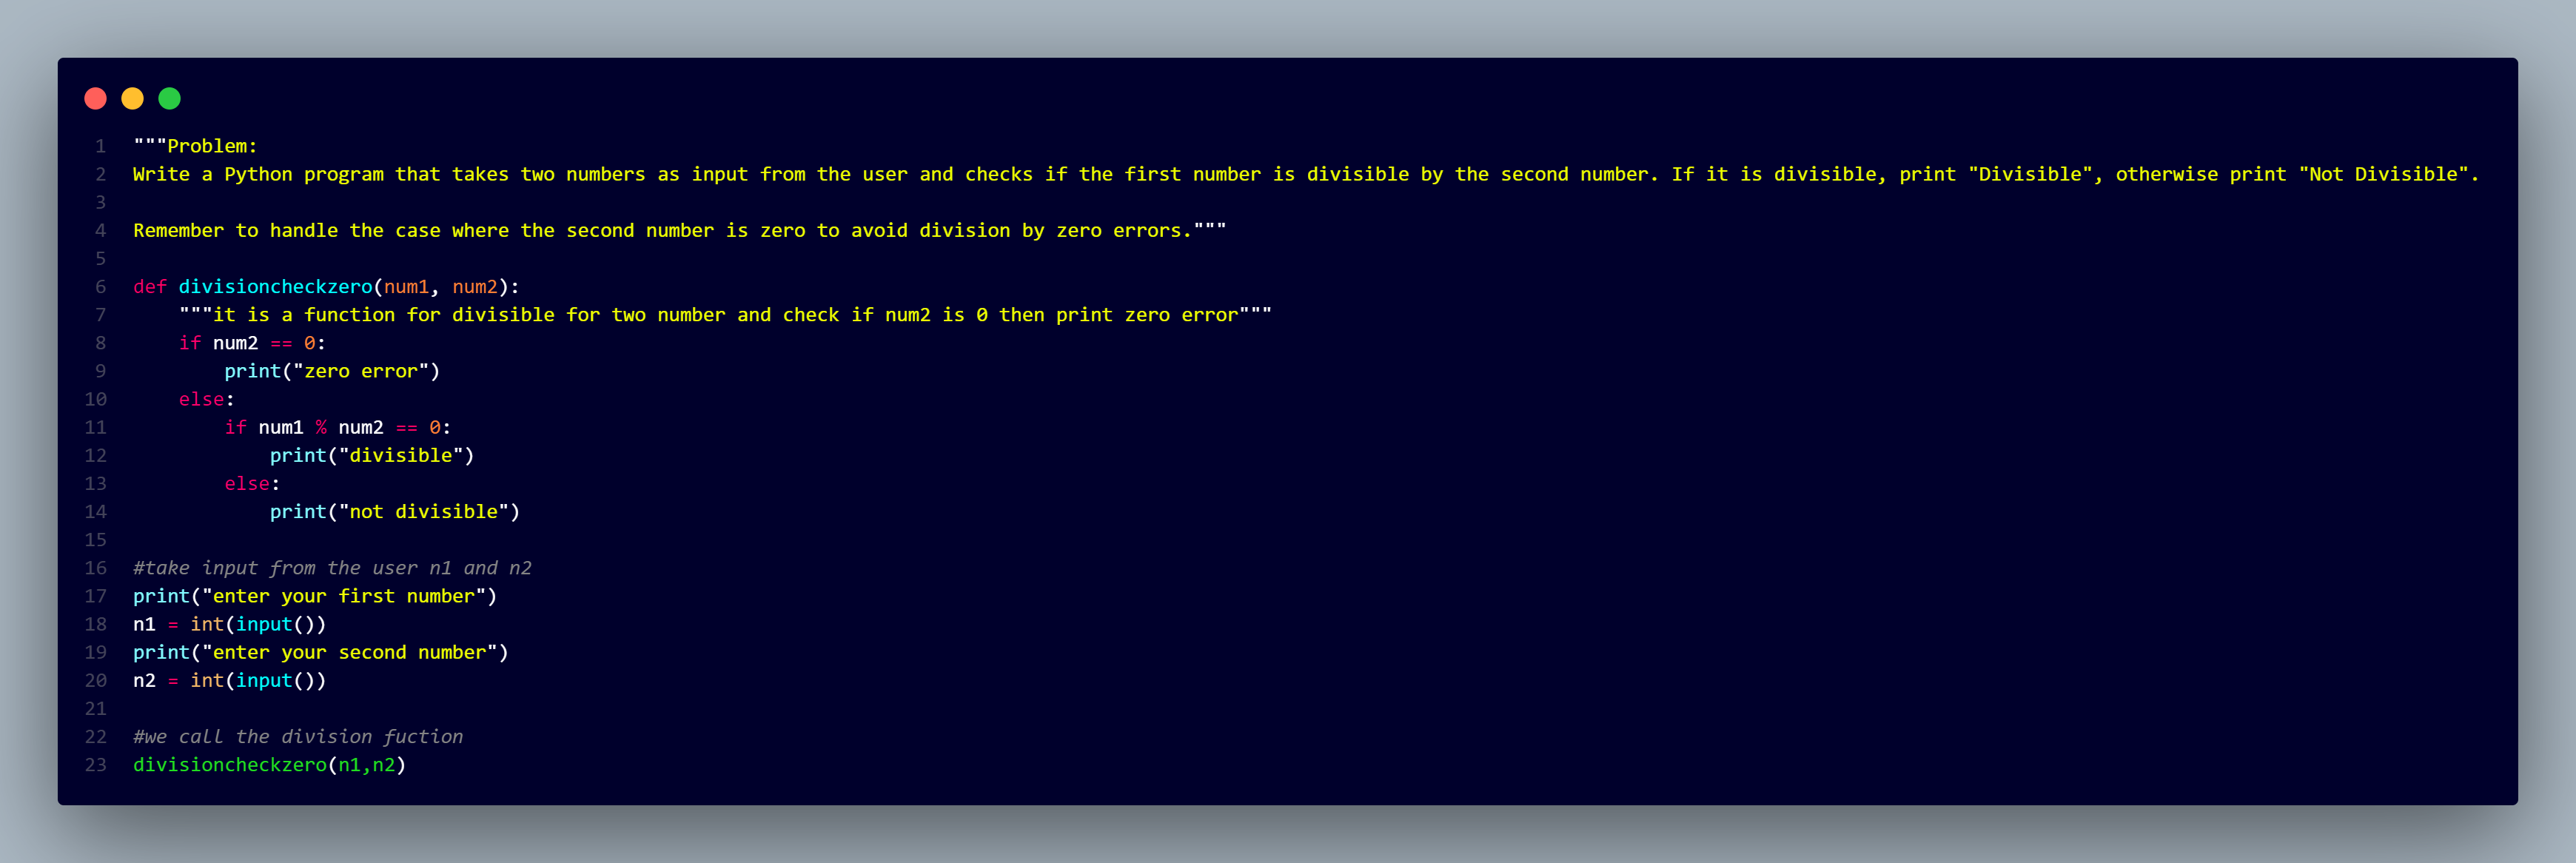 1 """Problem:
2 Write a Python program that takes two numbers as input from the user and checks if the first number is divisible by the second number. If it is divisible, print "Divisible", otherwise print "Not Divisible".
3
4 Remember to handle the case where the second number is zero to avoid division by zero errors."""
5
6 def divisioncheckzero(num1, num2):
7     """it is a function for divisible for two number and check if num2 is 0 then print zero error"""
8     if num2 == 0:
9         print("zero error")
10     else:
11         if num1 % num2 == 0:
12             print("divisible")
13         else:
14             print("not divisible")
15
16 #take input from the user n1 and n2
17 print("enter your first number")
18 n1 = int(input())
19 print("enter your second number")
20 n2 = int(input())
21
22 #we call the division fuction
23 divisioncheckzero(n1,n2)